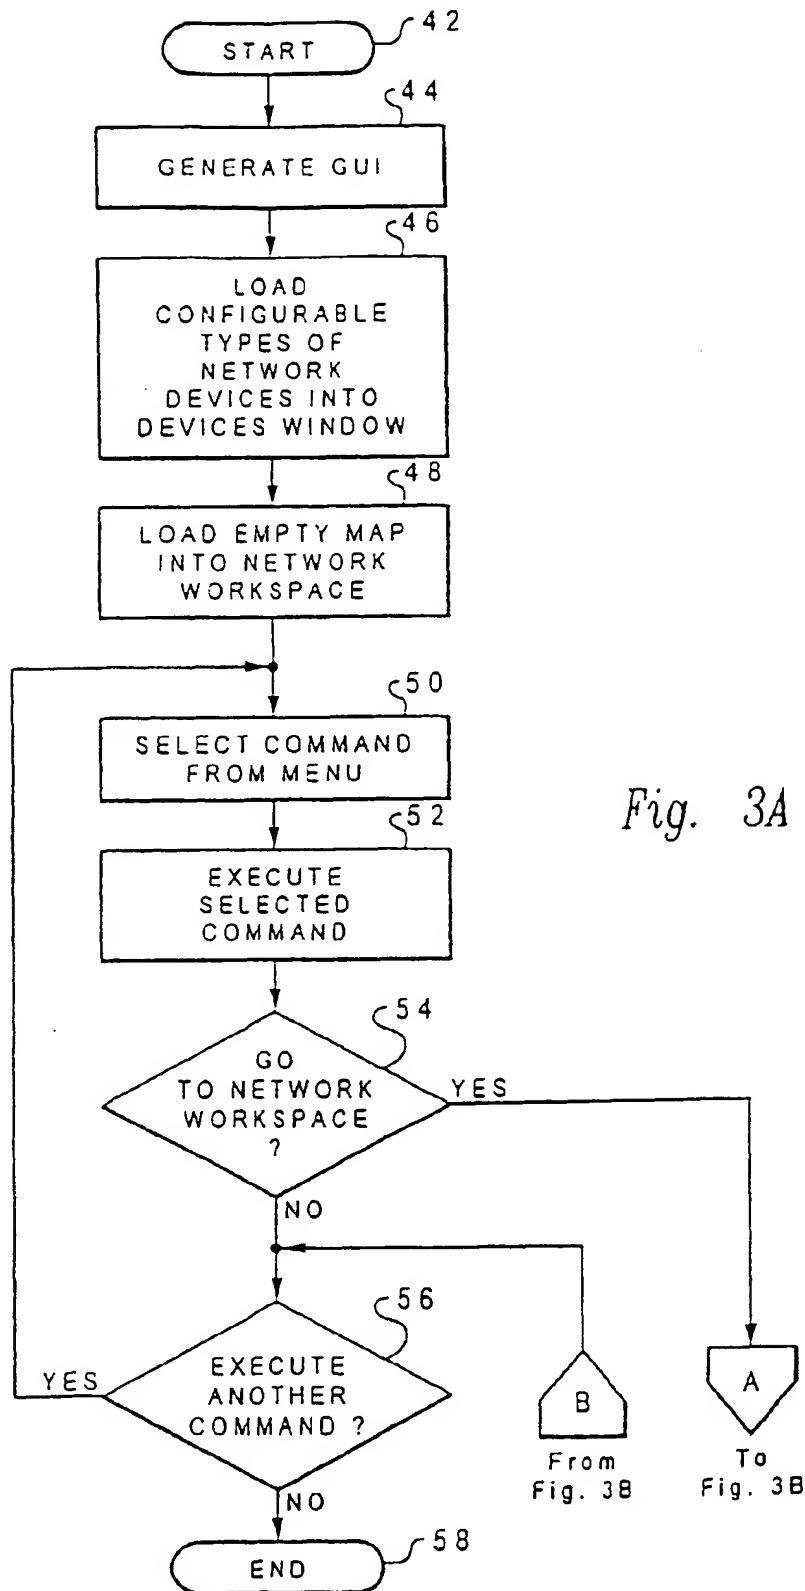 42
START
44
GENERATE GUI
46
LOAD
CONFIGURABLE
TYPES OF
NETWORK
DEVICES INTO
DEVICES WINDOW
48
LOAD EMPTY MAP
INTO NETWORK
WORKSPACE
50
SELECT COMMAND
FROM MENU
52
EXECUTE
SELECTED
COMMAND
Fig. 3A
54
GO
TO NETWORK
WORKSPACE
?
YES
NO
56
EXECUTE
ANOTHER
COMMAND ?
YES
NO
B
From
Fig. 3B
A
To
Fig. 3B
58
END